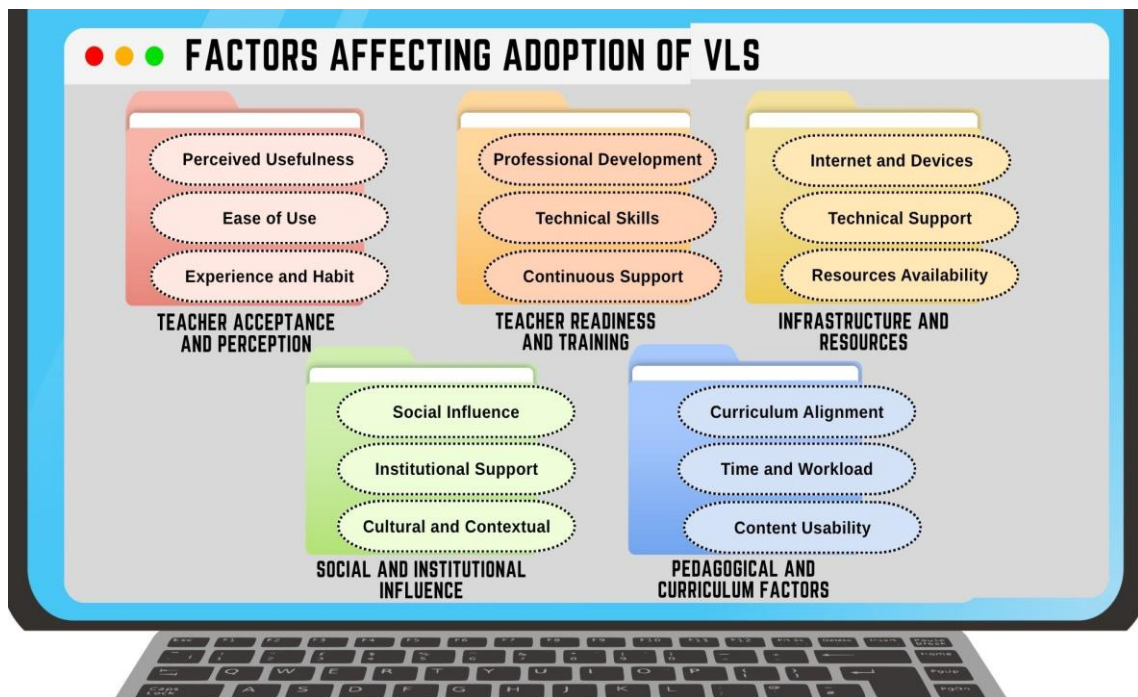 FACTORS AFFECTING ADOPTION OF VLS
Perceived Usefulness
Ease of Use
Experience and Habit
TEACHER ACCEPTANCE
AND PERCEPTION
Professional Development
Technical Skills
Continuous Support
TEACHER READINESS
AND TRAINING
Internet and Devices
Technical Support
Resources Availability
INFRASTRUCTURE AND
RESOURCES
Social Influence
Institutional Support
Cultural and Contextual
SOCIAL AND INSTITUTIONAL
INFLUENCE
Curriculum Alignment
Time and Workload
Content Usability
PEDAGOGICAL AND
CURRICULUM FACTORS
Q W E R T Y U I O P
Caps Lock A S D F G H J K L